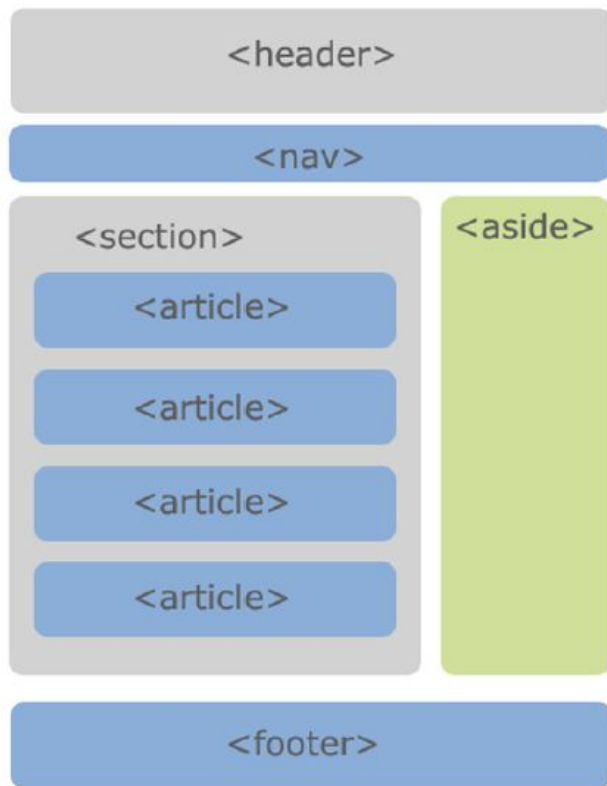 <header>
<nav>
<section>
<aside>
<article>
<article>
<article>
<article>
<footer>